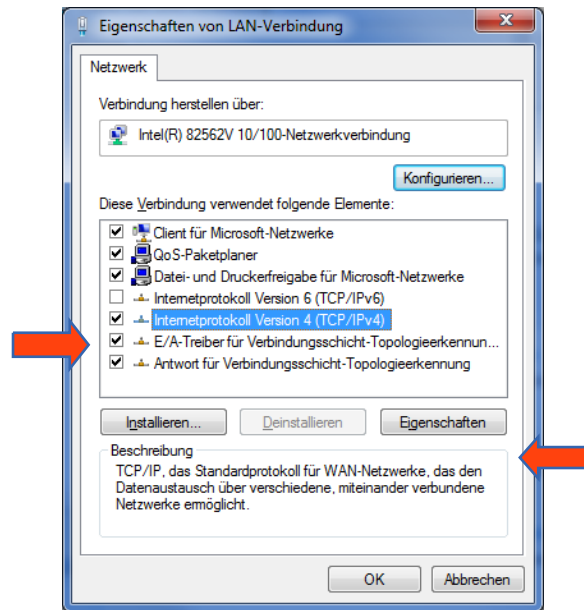 Eigenschaften von LAN-Verbindung
Netzwerk
Verbindung herstellen über:
Intel(R) 82562V 10/100-Netzwerkverbindung
Konfigurieren...
Diese Verbindung verwendet folgende Elemente:
Client für Microsoft-Netzwerke
QoS-Paketplaner
Datei- und Druckerfreigabe für Microsoft-Netzwerke
Internetprotokoll Version 6 (TCP/IPv6)
Internetprotokoll Version 4 (TCP/IPv4)
E/A-Treiber für Verbindungsschicht-Topologieerkennun...
Antwort für Verbindungsschicht-Topologieerkennung
Installieren... Deinstallieren Eigenschaften
Beschreibung
TCP/IP, das Standardprotokoll für WAN-Netzwerke, das den
Datenaustausch über verschiedene, miteinander verbundene
Netzwerke ermöglicht.
OK Abbrechen